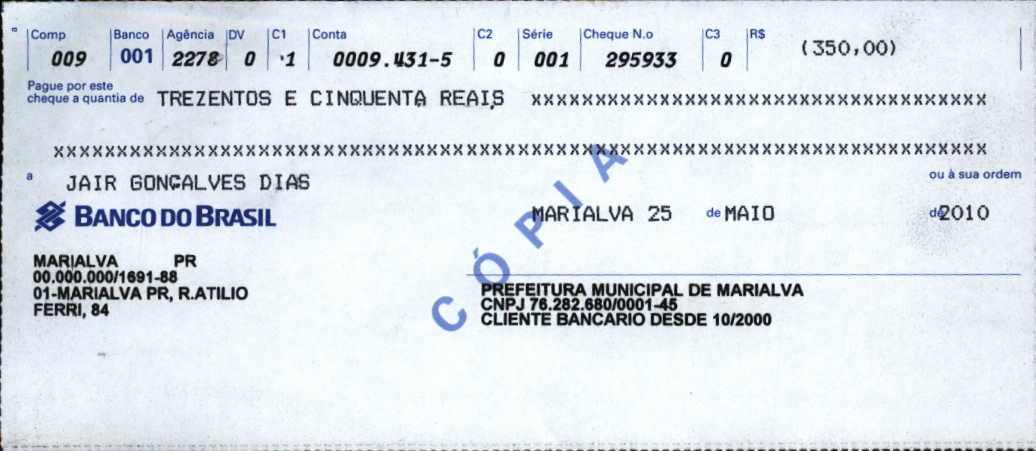 Comp Banco Agência DV C1 Conta C2 Série Cheque N.o C3 R$ (350,00)
009 001 2278 0 1 0009.431-5 0 001 295933 0
Pague por este
cheque a quantia de TREZENTOS E CINQUENTA REAIS xxxxxxxxxxxxxxxxxxxxxxxxxxxxxxxxxxxx
xxxxxxxxxxxxxxxxxxxxxxxxxxxxxxxxxxxxxxxxxxxxxxxxxxxxxxxxxxxxxxxxxxxxxxxxxxx
a JAIR GONÇALVES DIAS ou à sua ordem
BANCO DO BRASIL MARIALVA 25 de MAIO de 2010
CÓPIA
MARIALVA PR
00.000.000/1691-88
01-MARIALVA PR, R.ATILIO
FERRI, 84
PREFEITURA MUNICIPAL DE MARIALVA
CNPJ 76.282.680/0001-45
CLIENTE BANCARIO DESDE 10/2000